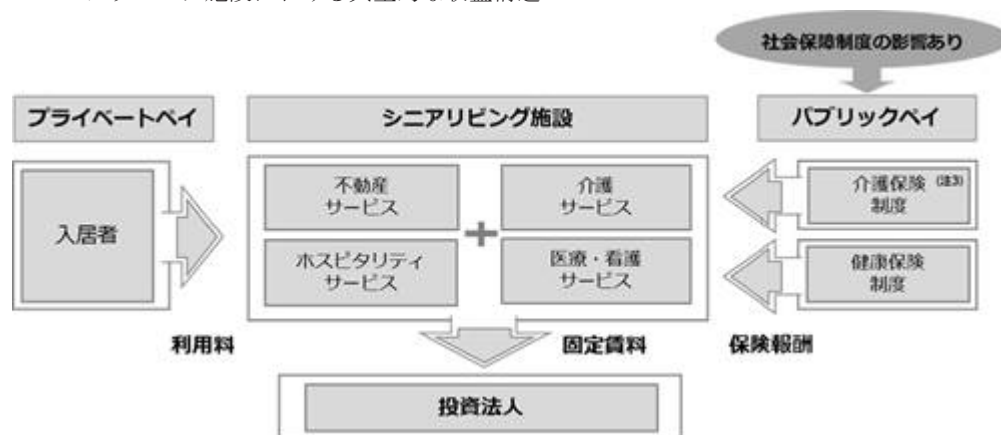 社会保障制度の影響あり
プライベートペイ
シニアリビング施設
パブリックペイ
入居者
不動産
サービス
介護
サービス
ホスピタリティ
サービス
医療・看護
サービス
介護保険 (注3)
制度
健康保険
制度
利用料
固定賃料
保険報酬
投資法人